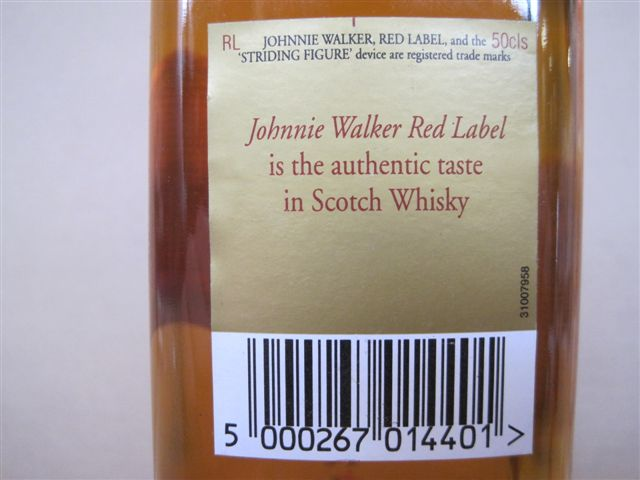 RL JOHNNIE WALKER, RED LABEL, and the 50cls
'STRIDING FIGURE' device are registered trade marks
Johnnie Walker Red Label
is the authentic taste
in Scotch Whisky
31007958
5 000267 014401 >